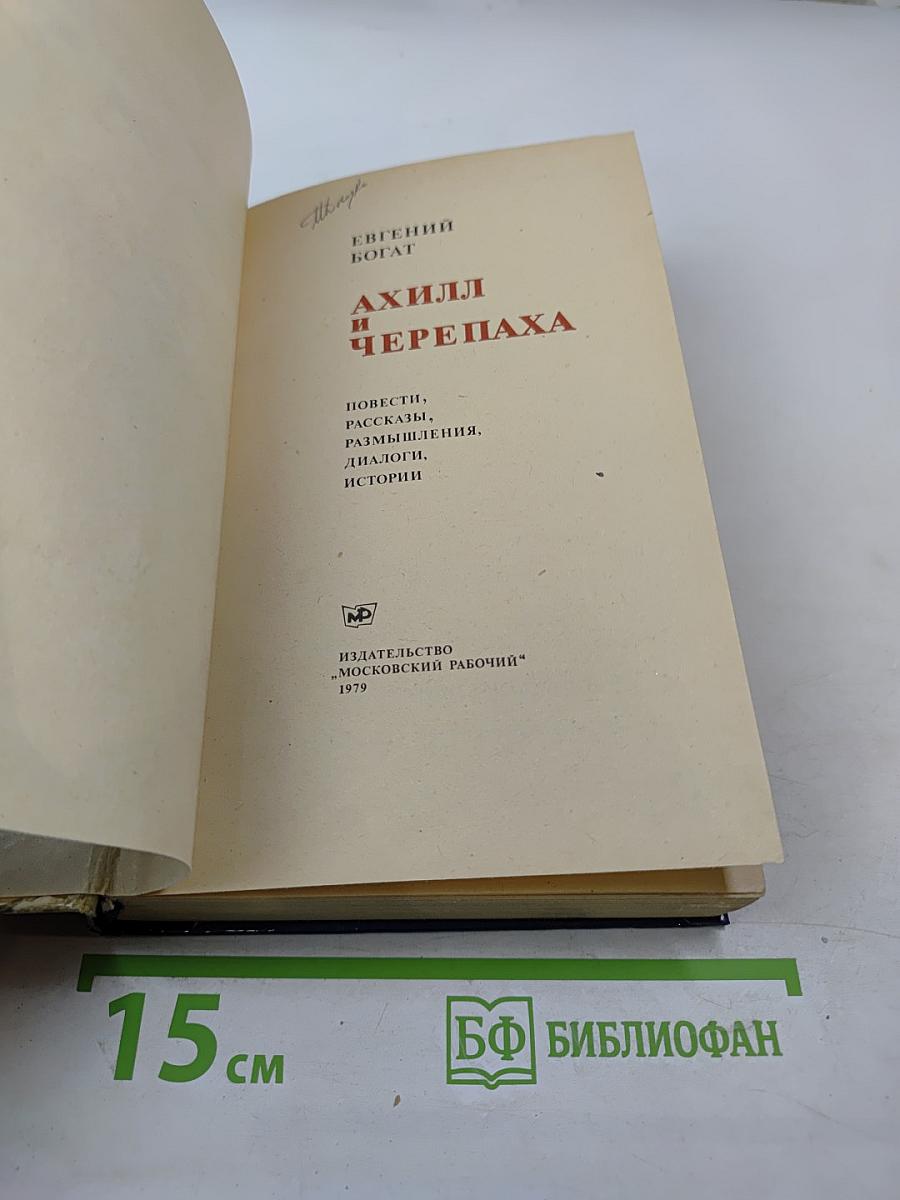 ЕВГЕНИЙ
БОГАТ
АХИЛЛ
И
ЧЕРЕПАХА
ПОВЕСТИ,
РАССКАЗЫ,
РАЗМЫШЛЕНИЯ,
ДИАЛОГИ,
ИСТОРИИ
МР
ИЗДАТЕЛЬСТВО
„МОСКОВСКИЙ РАБОЧИЙ“
1979
15 см
БФ БИБЛИОФАН